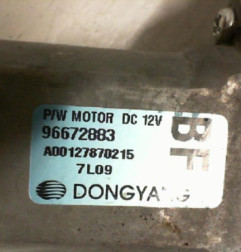 P/W MOTOR DC 12V
96672883
A00127870215
7L09
BF
DONGYANG